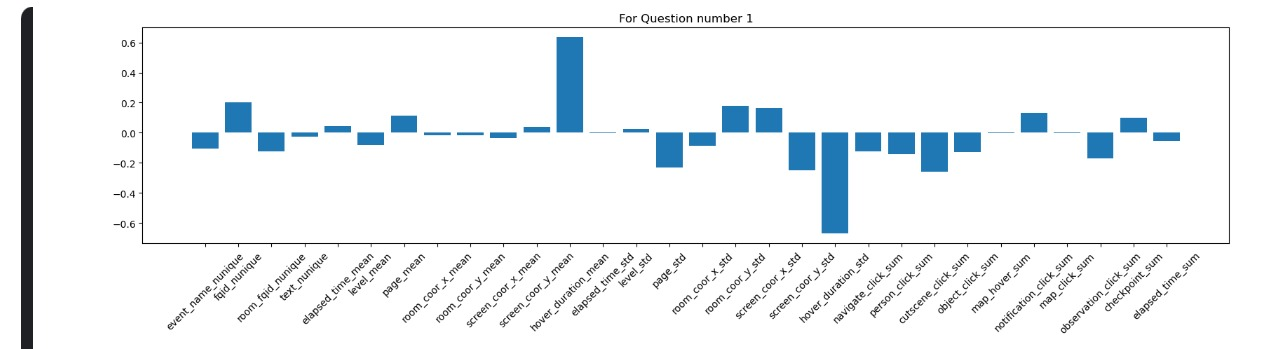 For Question number 1
0.6
0.4
0.2
0.0
−0.2
−0.4
−0.6
event_name_nunique
fqid_nunique
room_fqid_nunique
text_nunique
elapsed_time_mean
level_mean
page_mean
room_coor_x_mean
room_coor_y_mean
screen_coor_x_mean
screen_coor_y_mean
hover_duration_mean
elapsed_time_std
level_std
page_std
room_coor_x_std
room_coor_y_std
screen_coor_x_std
screen_coor_y_std
hover_duration_std
navigate_click_sum
person_click_sum
cutscene_click_sum
object_click_sum
map_hover_sum
notification_click_sum
map_click_sum
observation_click_sum
checkpoint_sum
elapsed_time_sum